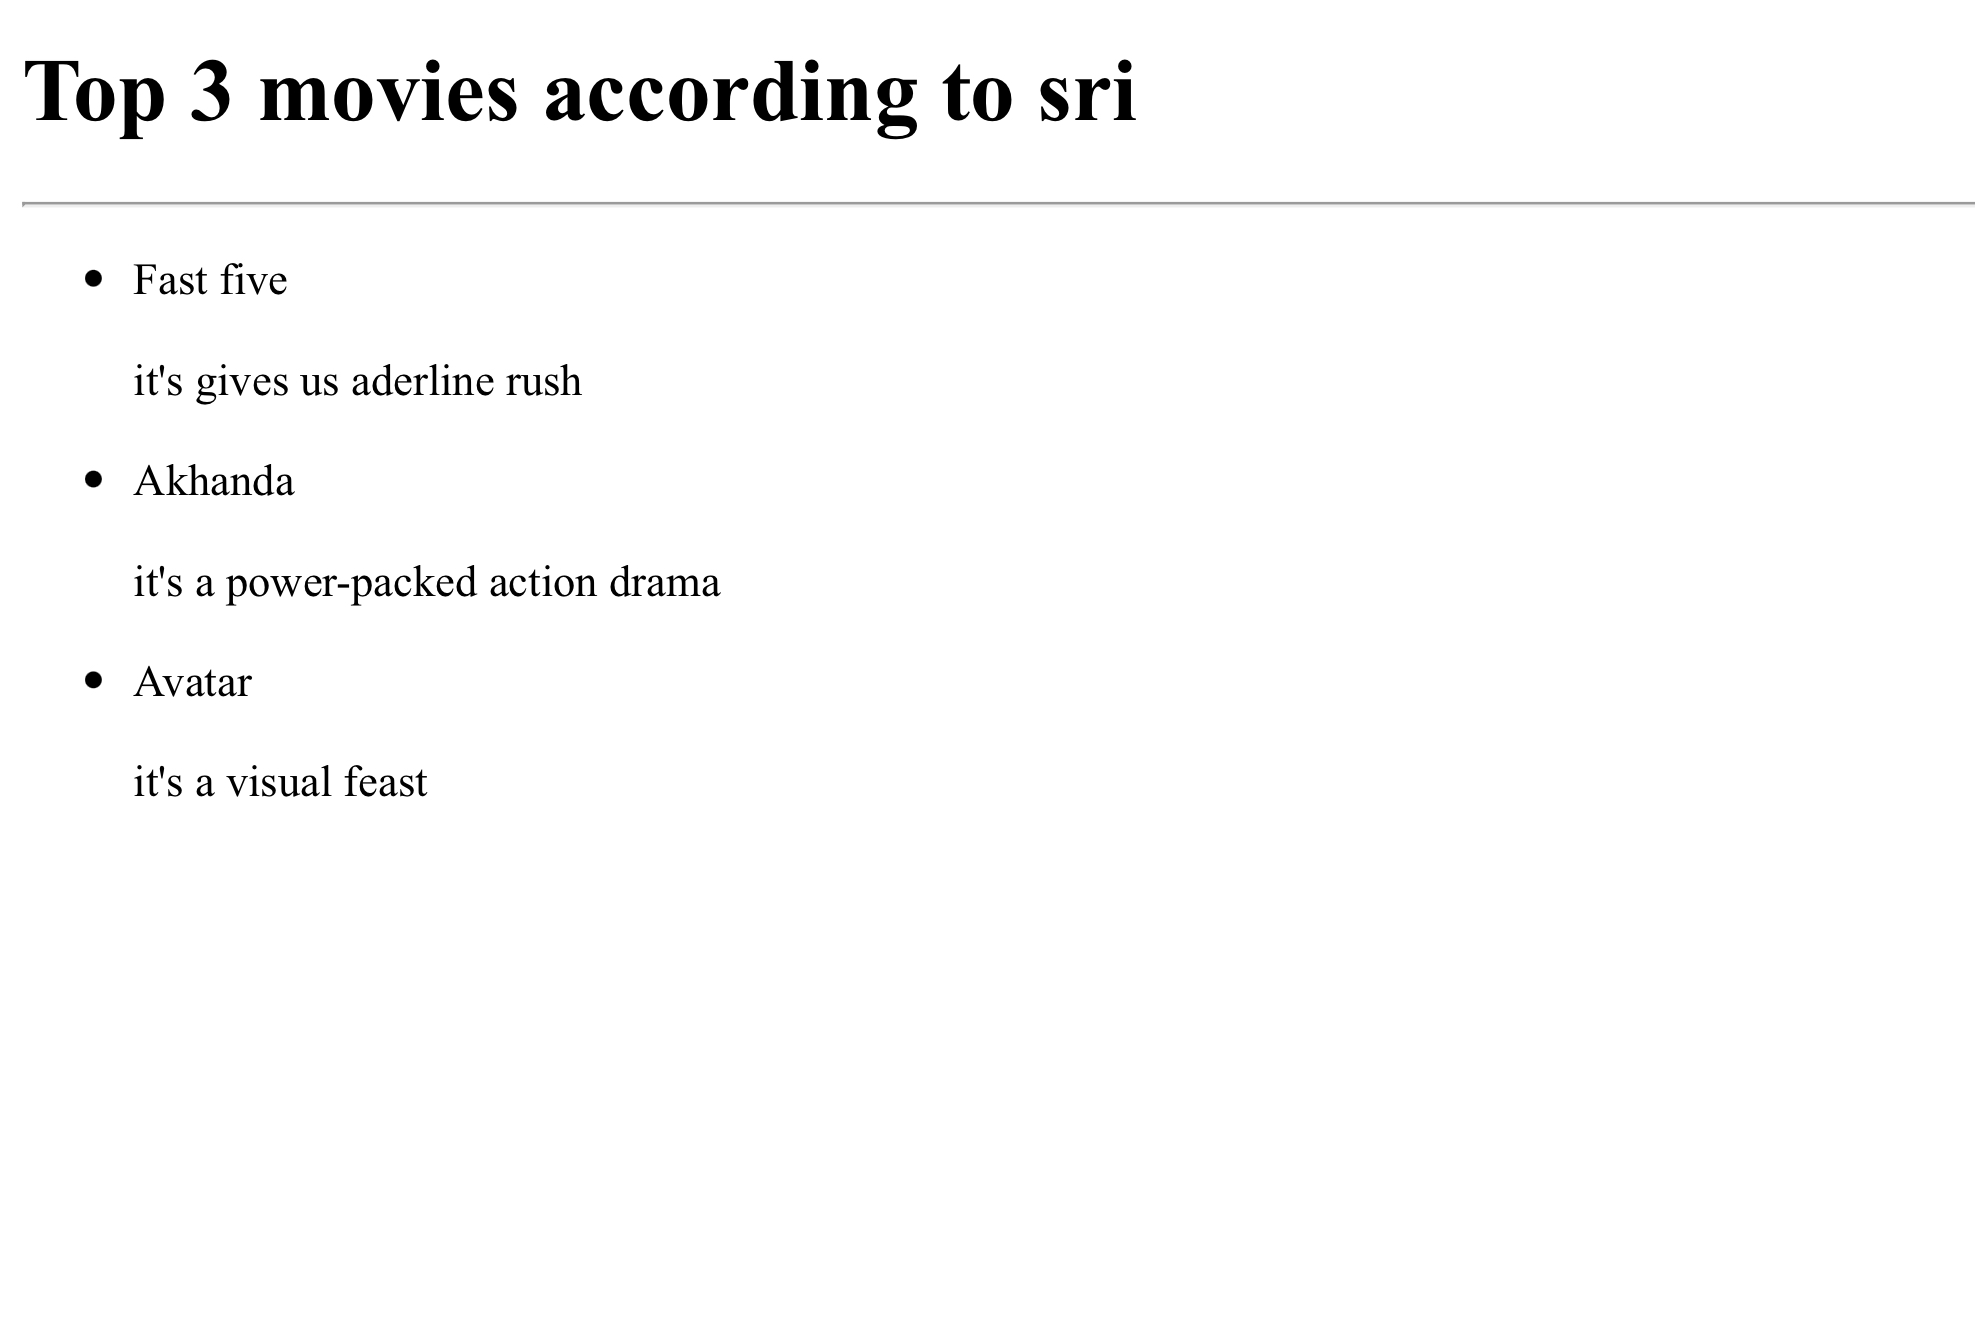 Top 3 movies according to sri
Fast five
it's gives us aderline rush
Akhanda
it's a power-packed action drama
Avatar
it's a visual feast